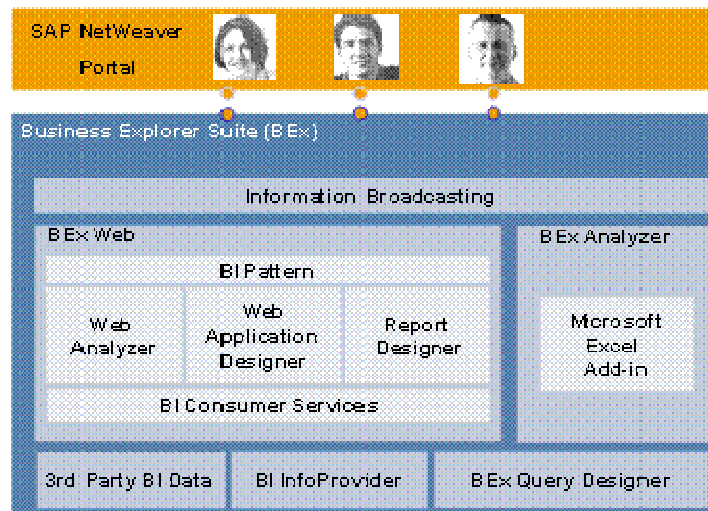 SAP NetWeaver
Portal
Business Explorer Suite (BEx)
Information Broadcasting
BEx Web
BEx Analyzer
BI Pattern
Web
Analyzer
Web
Application
Designer
Report
Designer
Microsoft
Excel
Add-in
BI Consumer Services
3rd Party BI Data
BI InfoProvider
BEx Query Designer